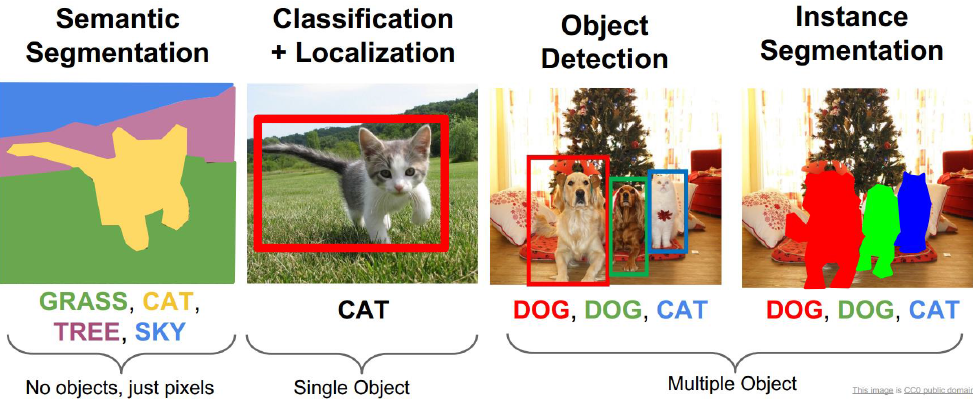 Semantic
Segmentation
Classification
+ Localization
Object
Detection
Instance
Segmentation
GRASS, CAT,
TREE, SKY
CAT
DOG, DOG, CAT
DOG, DOG, CAT
No objects, just pixels
Single Object
Multiple Object
This image is CC0 public domain